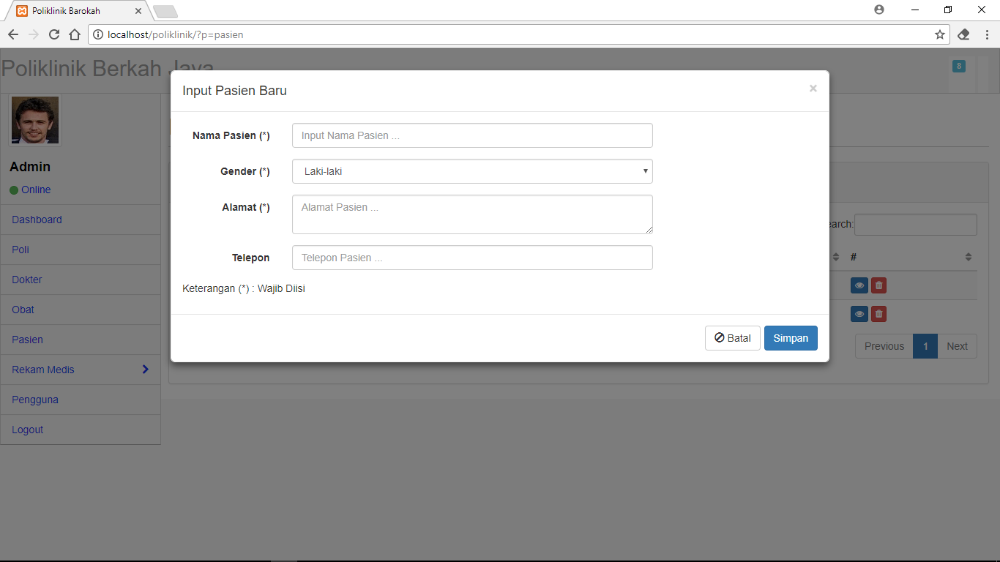 Poliklinik Barokah
localhost/poliklinik/?p=pasien
Poliklinik Berkah Java
8
Admin
Online
Dashboard
Poli
Dokter
Obat
Pasien
Rekam Medis
Pengguna
Logout
Input Pasien Baru
×
Nama Pasien (*)
Input Nama Pasien ...
Gender (*)
Laki-laki
Alamat (*)
Alamat Pasien ...
Telepon
Telepon Pasien ...
Keterangan (*) : Wajib Diisi
Batal
Simpan
earch:
#
Previous
1
Next